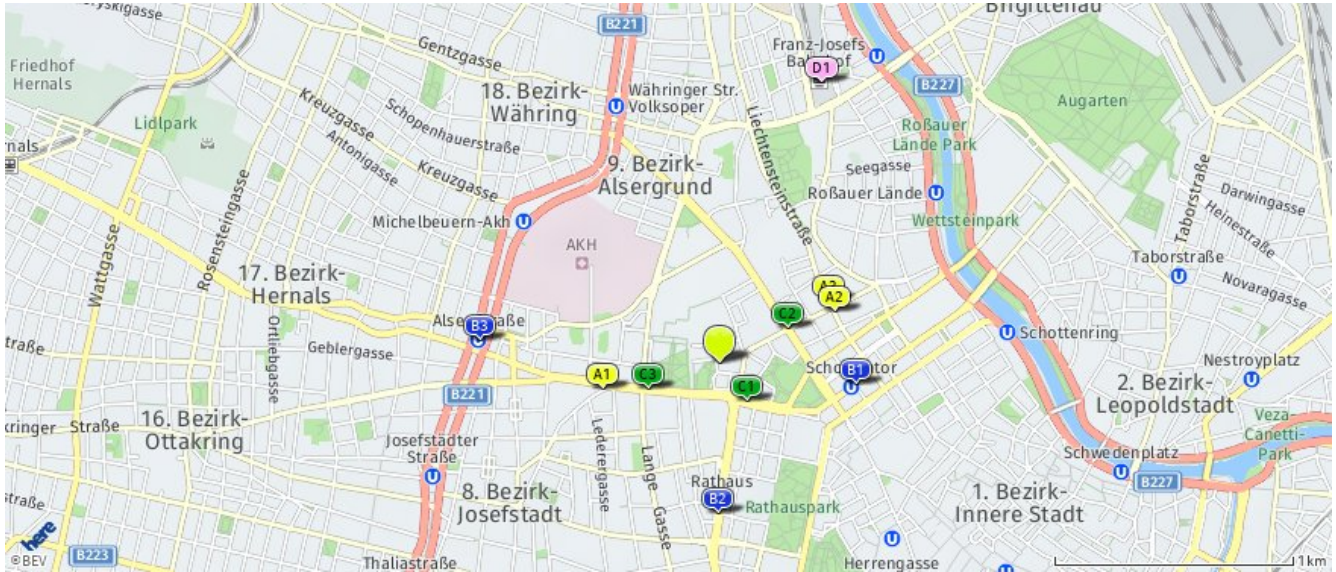 B221
Birgittenau
Gentzgasse
Franz-Josefs
D1
Friedhof
Hernals
18. Bezirk-
Währing
Währinger Str.
Volksoper
B227
Augarten
Kreuzgasse
Schopenhauerstraße
Liechtensteinstraße
Lidlpark
Antonigasse
Kreuzgasse
Roßauer
Lände Park
9. Bezirk-
Alsergrund
Seegasse
Roßauer Lände
Taborstraße
Darwingasse
Heinestraße
Rosensteingasse
Michelbeuern-Akh
Wettsteinpark
Wattgasse
AKH
Taborstraße
17. Bezirk-
Hernals
Novaragasse
A2
C2
B3
Ortliebgasse
Geblergasse
Schottenring
Nestroyplatz
A1
C3
C1
B1
B221
2. Bezirk-
Leopoldstadt
16. Bezirk-
Ottakring
Straße
Josefstädter
Straße
Lederergasse
Lange
Gasse
Veza-
Canetti-
Park
Schwedenplatz
B227
Rathaus
B2
Rathauspark
8. Bezirk-
Josefstadt
1. Bezirk-
Innere Stadt
here
©BEV
B223
Thaliastraße
Herrengasse
1km